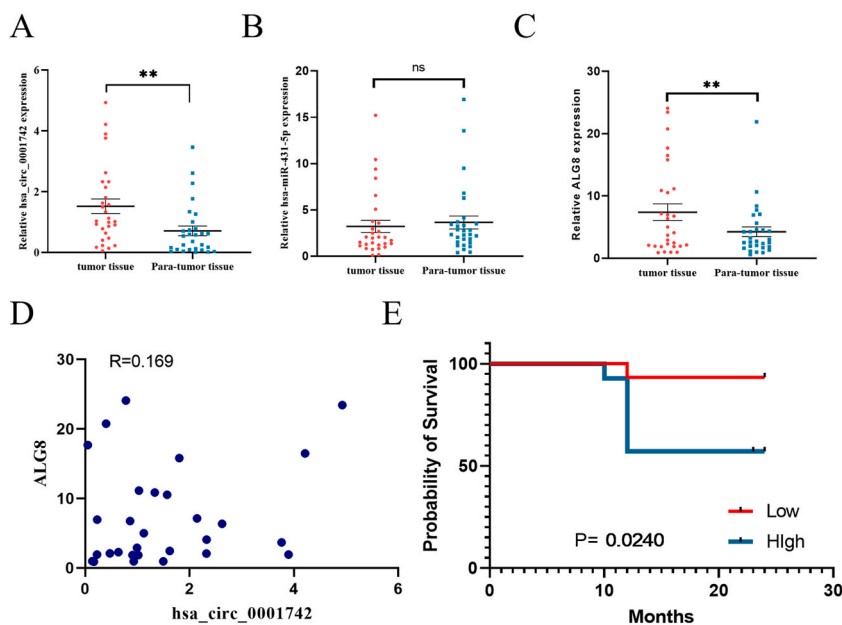 A
Relative hsa_circ_0001742 expression
6
4
2
0
**
tumor tissue
Para-tumor tissue
B
Relative hsa-miR-431-5p expression
20
15
10
5
0
ns
tumor tissue
Para-tumor tissue
C
Relative ALG8 expression
30
20
10
0
**
tumor tissue
Para-tumor tissue
D
R=0.169
ALG8
30
20
10
0
0
2
4
6
hsa_circ_0001742
E
Probability of Survival
100
50
0
Low
HIgh
P= 0.0240
0
10
20
30
Months